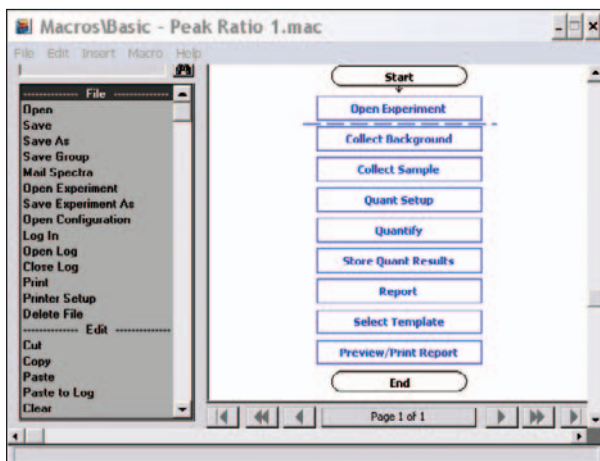 Macros\Basic - Peak Ratio 1.mac
File Edit Insert Macro Help
------------- File -------------
Open
Save
Save As
Save Group
Mail Spectra
Open Experiment
Save Experiment As
Open Configuration
Log In
Open Log
Close Log
Print
Printer Setup
Delete File
------------- Edit -------------
Cut
Copy
Paste
Paste to Log
Clear
Start
Open Experiment
Collect Background
Collect Sample
Quant Setup
Quantify
Store Quant Results
Report
Select Template
Preview/Print Report
End
Page 1 of 1